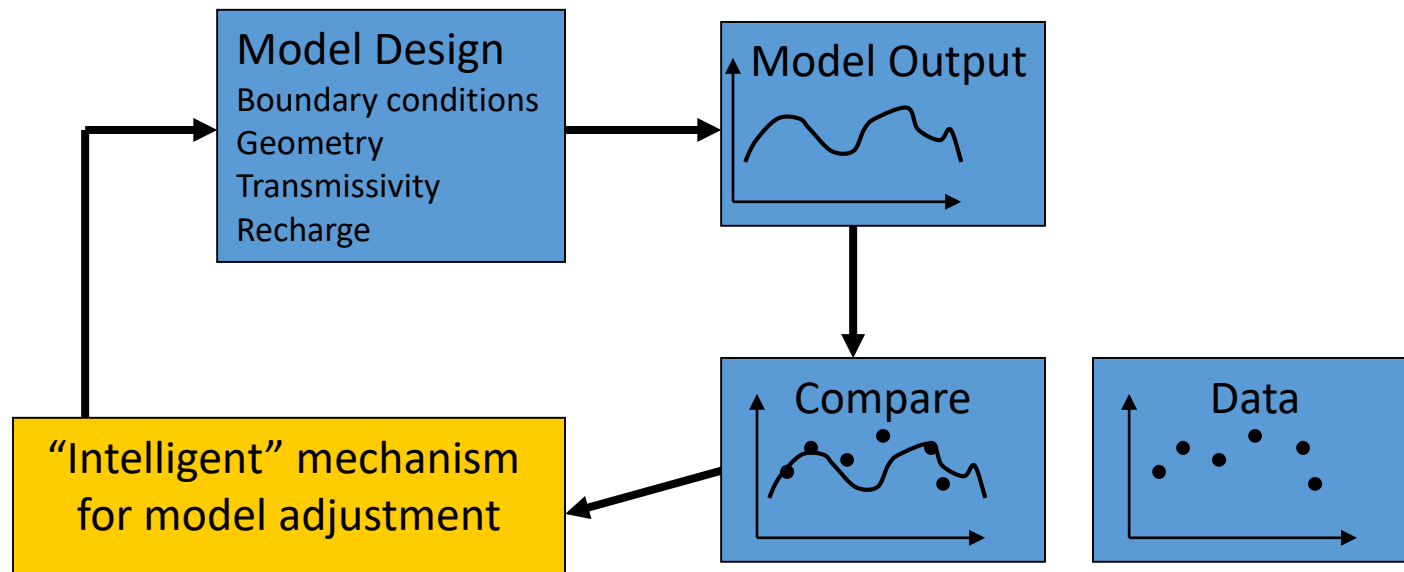 Model Design
Boundary conditions
Geometry
Transmissivity
Recharge
Model Output
Compare
Data
“Intelligent” mechanism
for model adjustment